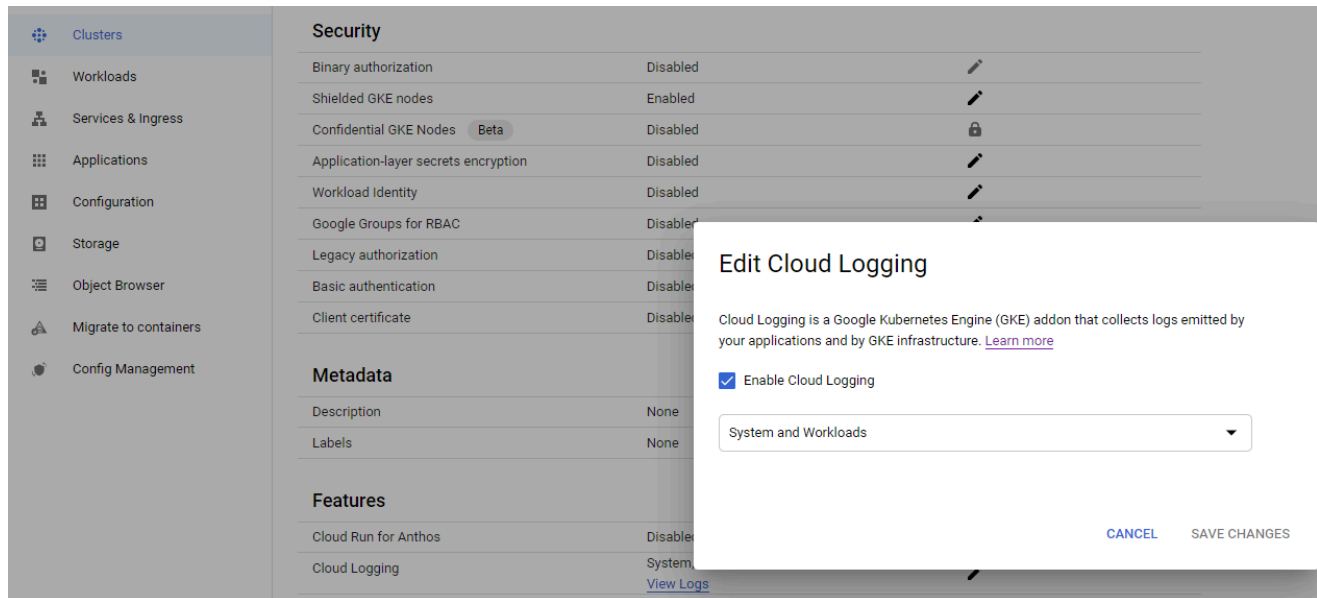 Clusters
Workloads
Services & Ingress
Applications
Configuration
Storage
Object Browser
Migrate to containers
Config Management
Security
Binary authorization Disabled
Shielded GKE nodes Enabled
Confidential GKE Nodes Beta Disabled
Application-layer secrets encryption Disabled
Workload Identity Disabled
Google Groups for RBAC Disabled
Legacy authorization
Basic authentication
Client certificate
Metadata
Description None
Labels None
Features
Cloud Run for Anthos
Cloud Logging System,
View Logs
Edit Cloud Logging
Cloud Logging is a Google Kubernetes Engine (GKE) addon that collects logs emitted by
your applications and by GKE infrastructure. Learn more
Enable Cloud Logging
System and Workloads
CANCEL SAVE CHANGES